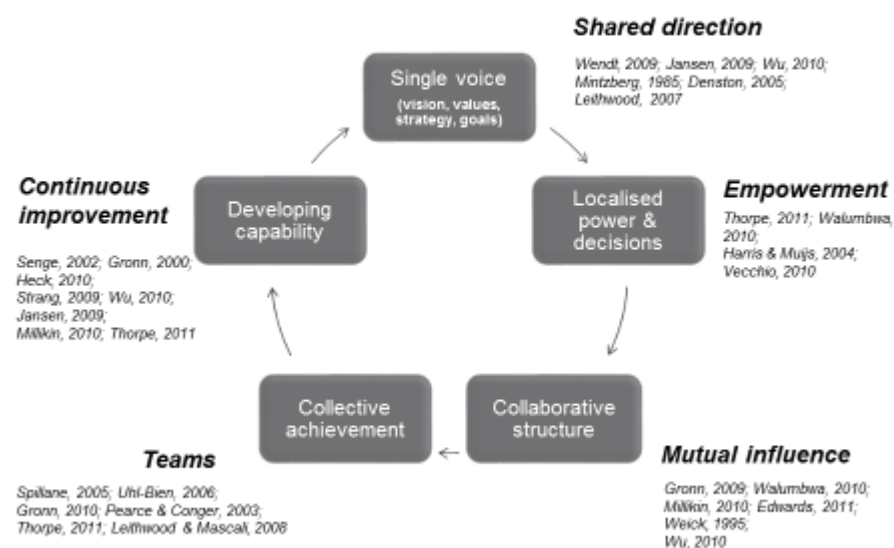 Shared direction
Wendt, 2009; Jansen, 2009; Wu, 2010;
Mintzberg, 1985; Denston, 2005;
Leithwood, 2007
Single voice
(vision, values,
strategy, goals)
Localised
power &
decisions
Empowerment
Thorpe, 2011; Walumbwa,
2010;
Harris & Muijs, 2004;
Vecchio, 2010
Collaborative
structure
Mutual influence
Gronn, 2009; Walumbwa, 2010;
Millikin, 2010; Edwards, 2011;
Weick, 1995;
Wu, 2010
Collective
achievement
Teams
Spillane, 2005; Uhl-Bien, 2006;
Gronn, 2010; Pearce & Conger, 2003;
Thorpe, 2011; Leithwood & Mascall, 2008
Developing
capability
Continuous
improvement
Senge, 2002; Gronn, 2000;
Heck, 2010;
Strang, 2009; Wu, 2010;
Jansen, 2009;
Millikin, 2010; Thorpe, 2011